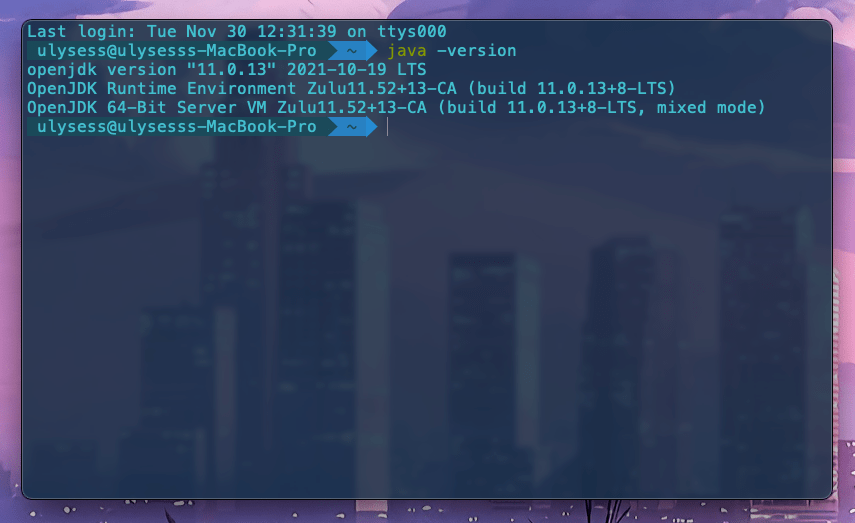 Last login: Tue Nov 30 12:31:39 on ttys000
ulysess@ulysesss-MacBook-Pro ~ java -version
openjdk version "11.0.13" 2021-10-19 LTS
OpenJDK Runtime Environment Zulu11.52+13-CA (build 11.0.13+8-LTS)
OpenJDK 64-Bit Server VM Zulu11.52+13-CA (build 11.0.13+8-LTS, mixed mode)
ulysess@ulysesss-MacBook-Pro ~